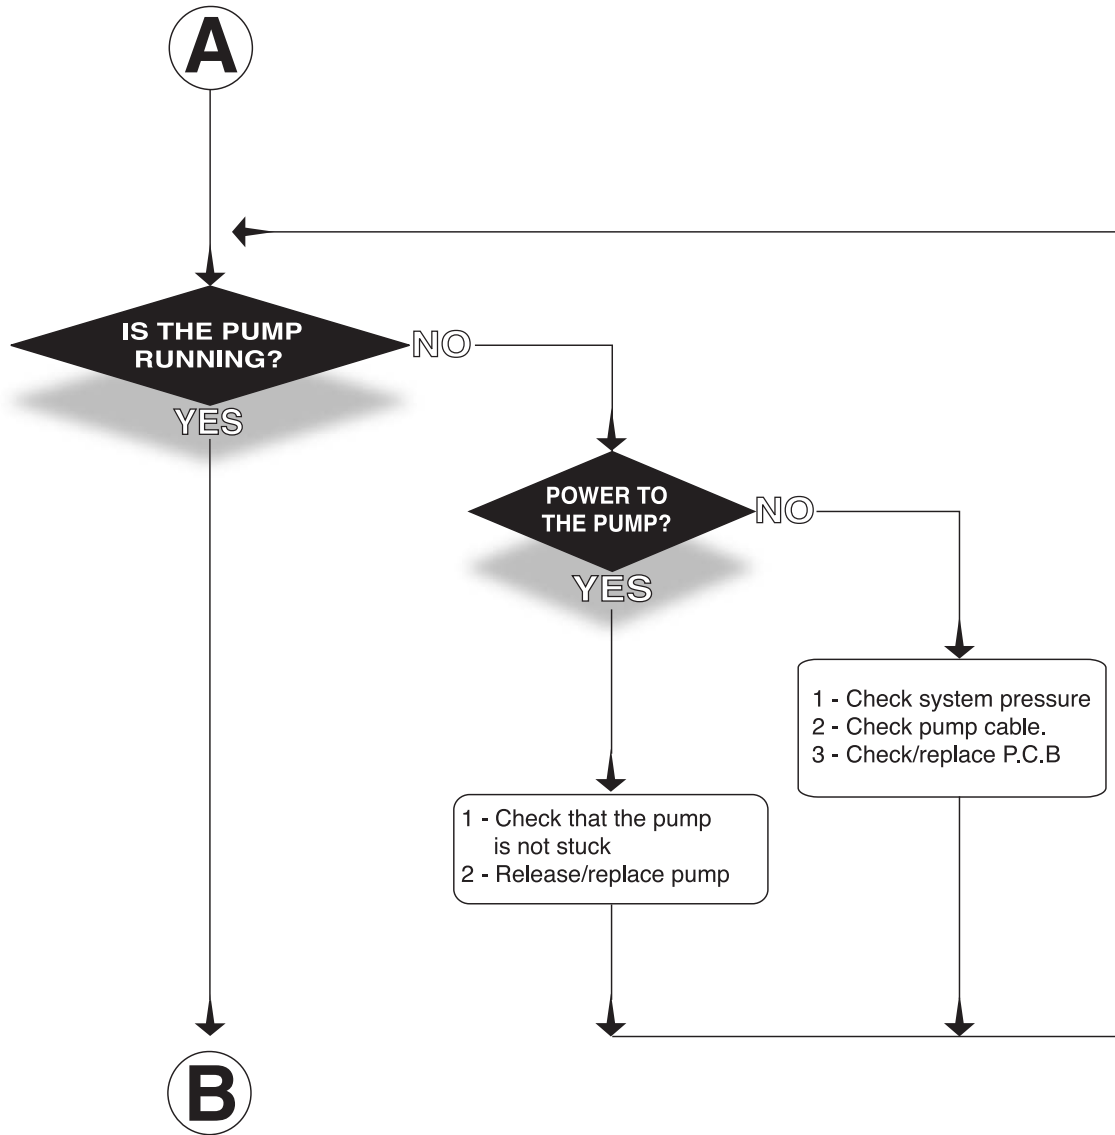 A
IS THE PUMP
RUNNING?
NO
YES
POWER TO
THE PUMP?
NO
YES
1 - Check system pressure
2 - Check pump cable.
3 - Check/replace P.C.B
1 - Check that the pump
is not stuck
2 - Release/replace pump
B